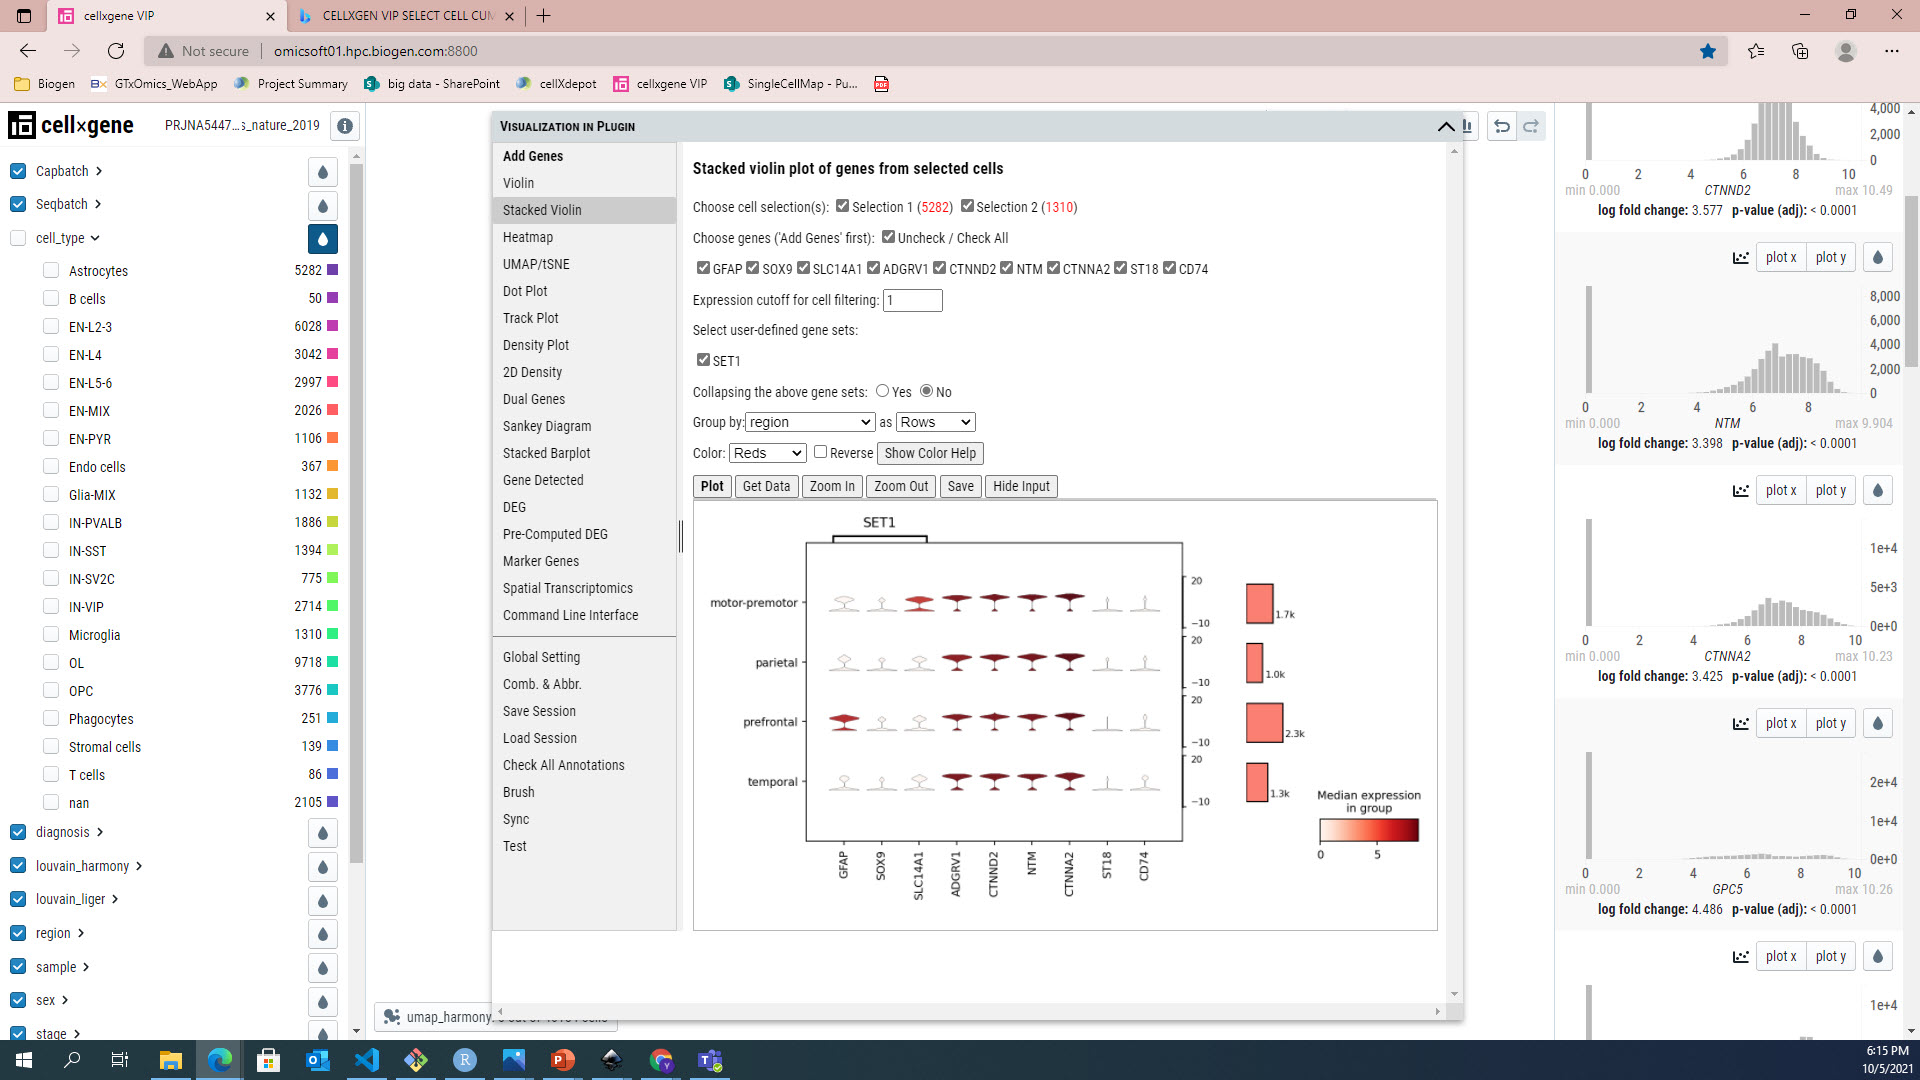 cellxgene VIP
CELLXGEN VIP SELECT CELL CUM
Not secure
omicsoft01.hpc.biogen.com:8800
Biogen
GTxOmics_WebApp
Project Summary
big data - SharePoint
cellXdepot
cellxgene VIP
SingleCellMap - Pu...
cell×gene
PRJNA5447...s_nature_2019
Capbatch
Seqbatch
cell_type
Astrocytes 5282
B cells 50
EN-L2-3 6028
EN-L4 3042
EN-L5-6 2997
EN-MIX 2026
EN-PYR 1106
Endo cells 367
Glia-MIX 1132
IN-PVALB 1886
IN-SST 1394
IN-SV2C 775
IN-VIP 2714
Microglia 1310
OL 9718
OPC 3776
Phagocytes 251
Stromal cells 139
T cells 86
nan 2105
diagnosis
louvain_harmony
louvain_liger
region
sample
sex
stage
Visualization in Plugin
Add Genes
Violin
Stacked Violin
Heatmap
UMAP/tSNE
Dot Plot
Track Plot
Density Plot
2D Density
Dual Genes
Sankey Diagram
Stacked Barplot
Gene Detected
DEG
Pre-Computed DEG
Marker Genes
Spatial Transcriptomics
Command Line Interface
Global Setting
Comb. & Abbr.
Save Session
Load Session
Check All Annotations
Brush
Sync
Test
umap_harmony:
Stacked violin plot of genes from selected cells
Choose cell selection(s): Selection 1 (5282) Selection 2 (1310)
Choose genes ('Add Genes' first): Uncheck / Check All
GFAP SOX9 SLC14A1 ADGRV1 CTNND2 NTM CTNNA2 ST18 CD74
Expression cutoff for cell filtering: 1
Select user-defined gene sets:
SET1
Collapsing the above gene sets: Yes No
Group by: region as Rows
Color: Reds Reverse Show Color Help
Plot Get Data Zoom In Zoom Out Save Hide Input
SET1
motor-premotor 20 −10 1.7k
parietal 20 −10 1.0k
prefrontal 20 −10 2.3k
temporal 20 −10 1.3k
GFAP SOX9 SLC14A1 ADGRV1 CTNND2 NTM CTNNA2 ST18 CD74
Median expression
in group
0 5
4,000
2,000
0
0 2 4 6 8 10
min 0.000 CTNND2 max 10.49
log fold change: 3.577 p-value (adj): < 0.0001
plot x plot y
8,000
6,000
4,000
2,000
0
0 2 4 6 8
min 0.000 NTM max 9.904
log fold change: 3.398 p-value (adj): < 0.0001
plot x plot y
1e+4
5e+3
0e+0
0 2 4 6 8 10
min 0.000 CTNNA2 max 10.23
log fold change: 3.425 p-value (adj): < 0.0001
plot x plot y
2e+4
1e+4
0e+0
0 2 4 6 8 10
min 0.000 GPC5 max 10.26
log fold change: 4.486 p-value (adj): < 0.0001
plot x plot y
1e+4
6:15 PM
10/5/2021